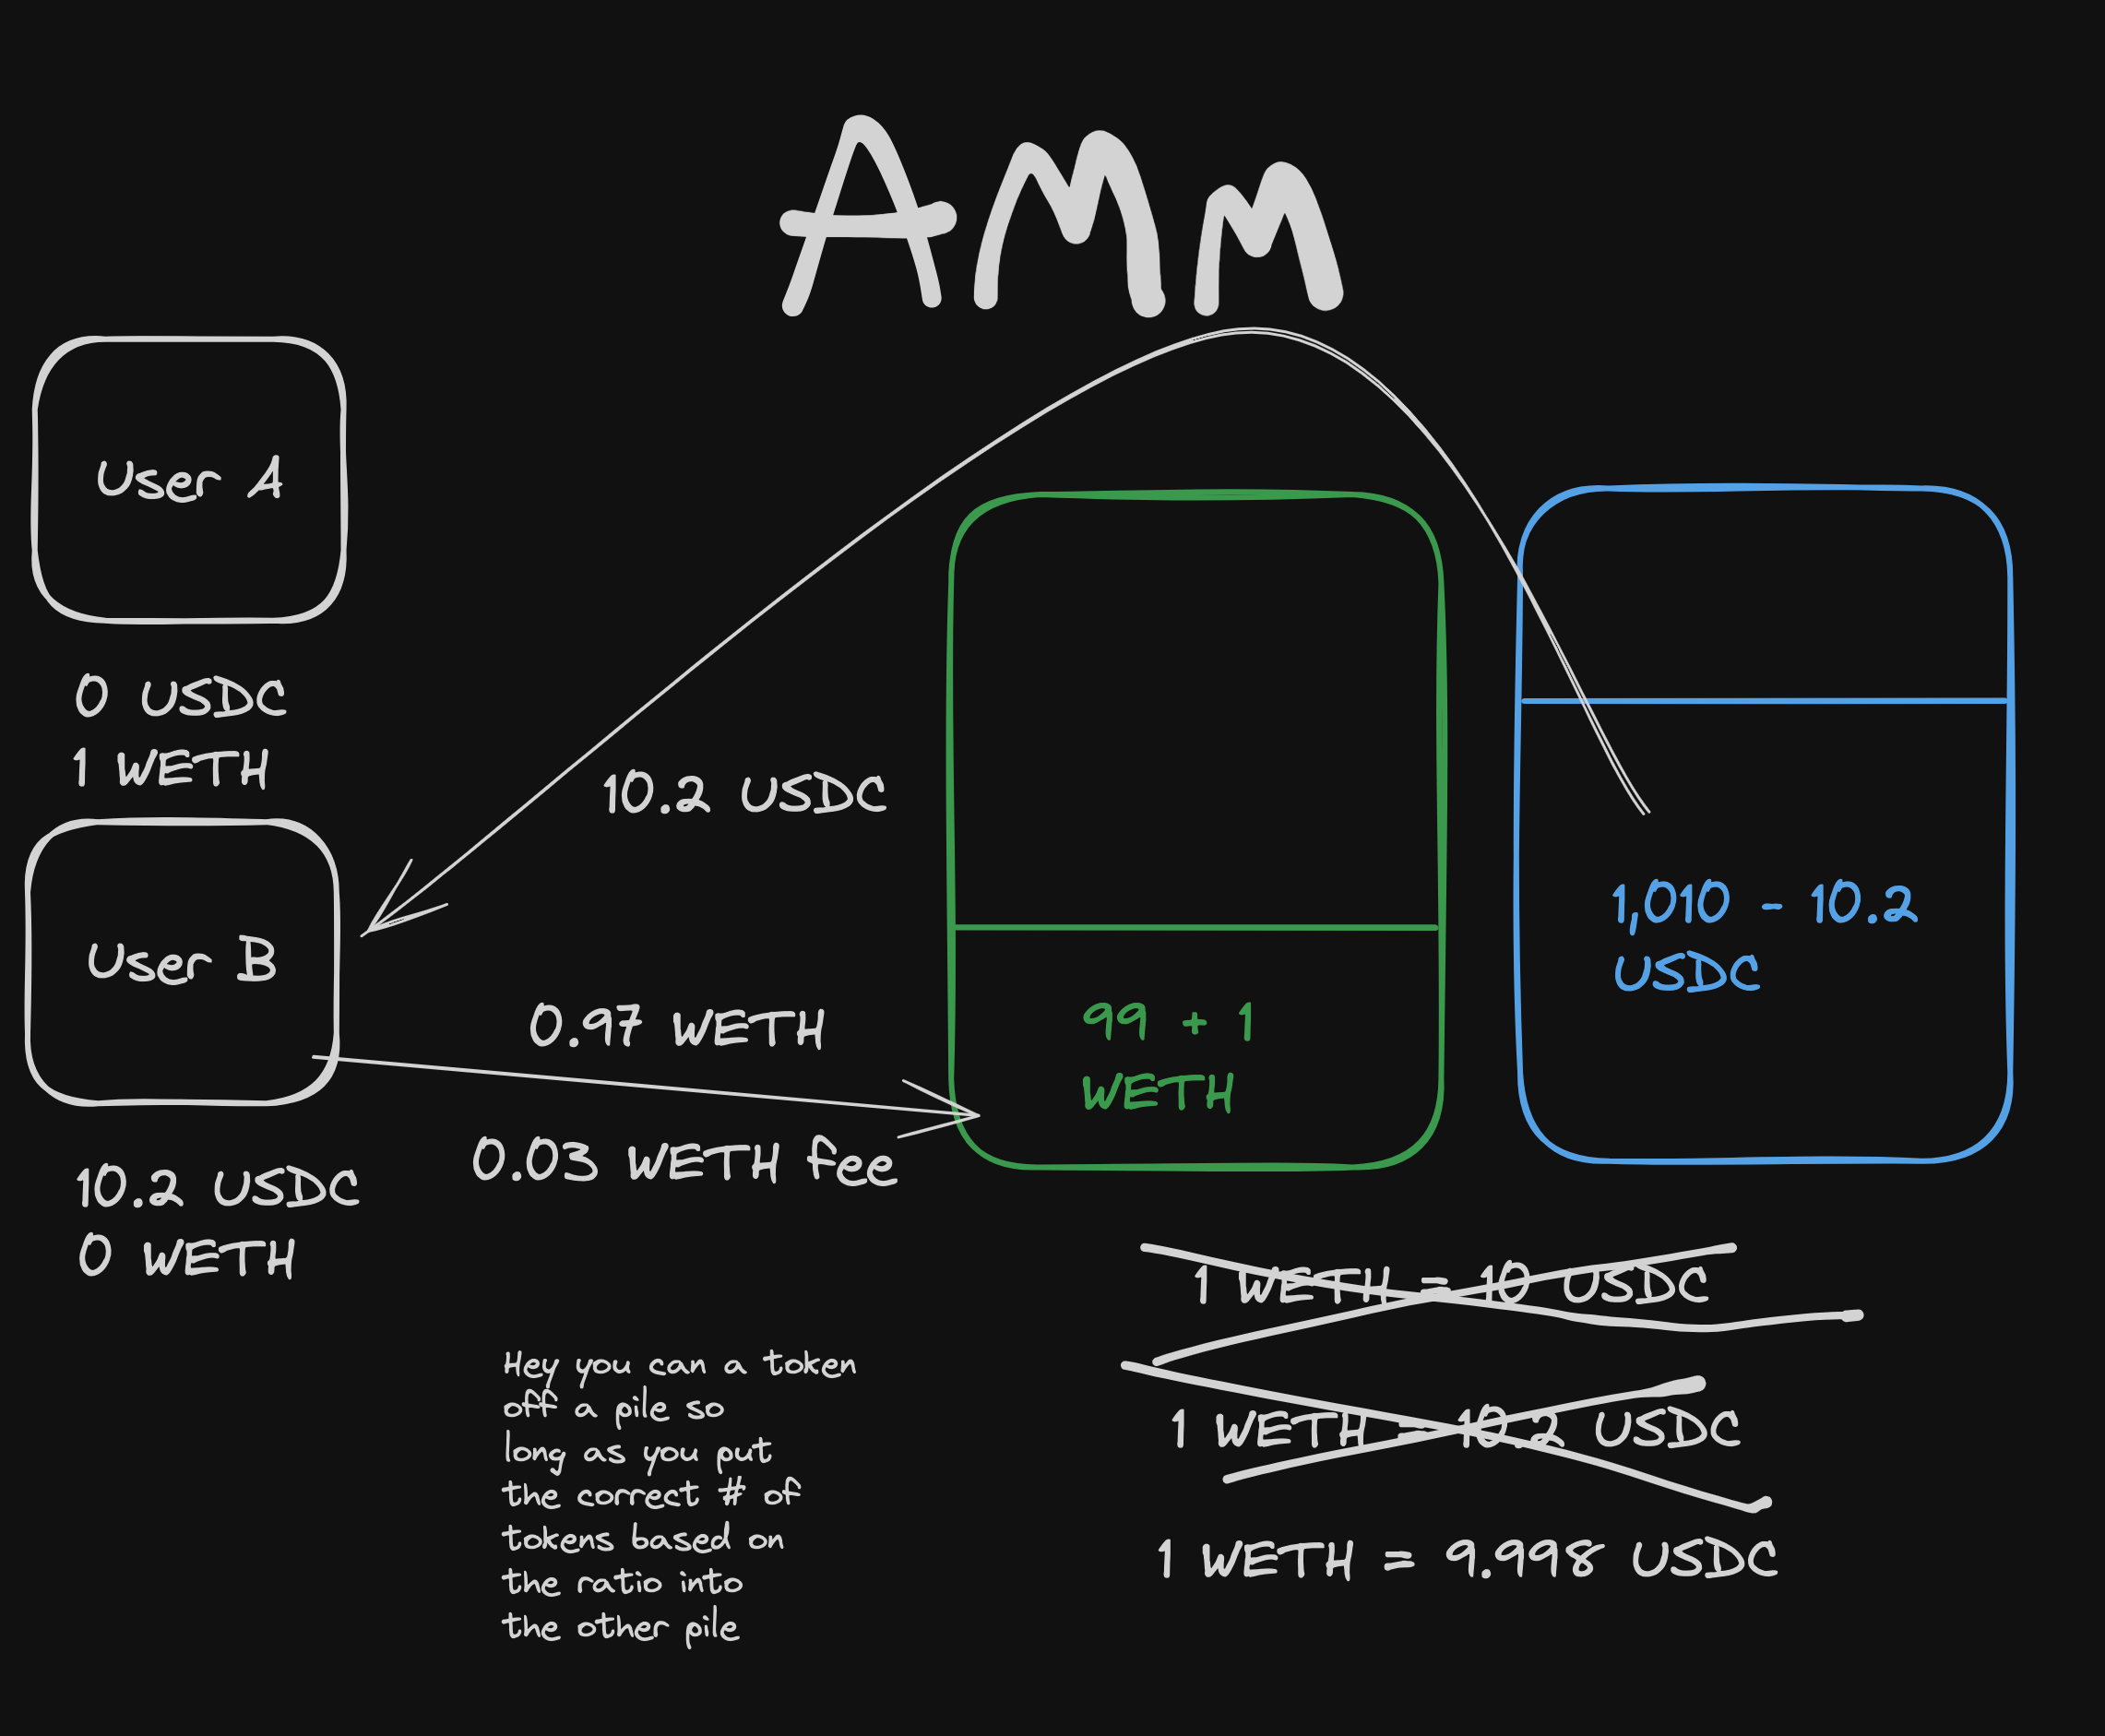 AMM
User A
0 USDC
1 WETH
10.2 USDC
User B
0.97 WETH
0.03 WETH fee
10.2 USDC
0 WETH
99 + 1
WETH
1,010 - 10.2
USDC
1 WETH = 10 USDC
1 WETH = 10.2 USDC
1 WETH = 9.998 USDC
Hey you can a token
off a pile so
long as you put
the correct # of
tokens based on
the ratio into
the other pile